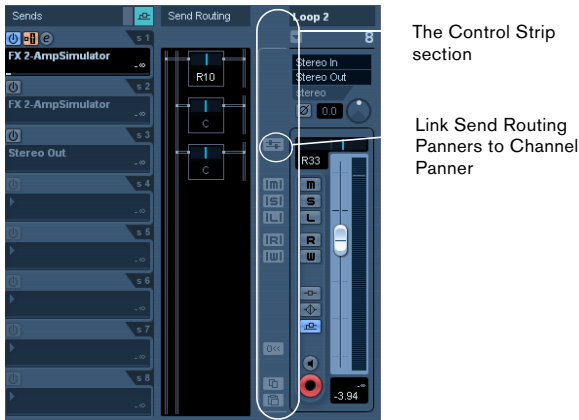 Sends
Send Routing
Loop 2
8
e
s 1
FX 2-AmpSimulator
-∞
R10
s 2
FX 2-AmpSimulator
-∞
C
s 3
Stereo Out
-∞
C
s 4
-∞
s 5
-∞
s 6
-∞
s 7
-∞
s 8
-∞
|m|
|S|
|L|
|R|
|W|
0<<
Stereo In
Stereo Out
stereo
0.0
R33
m
S
L
R
W
-∞
-3.94
The Control Strip
section
Link Send Routing
Panners to Channel
Panner